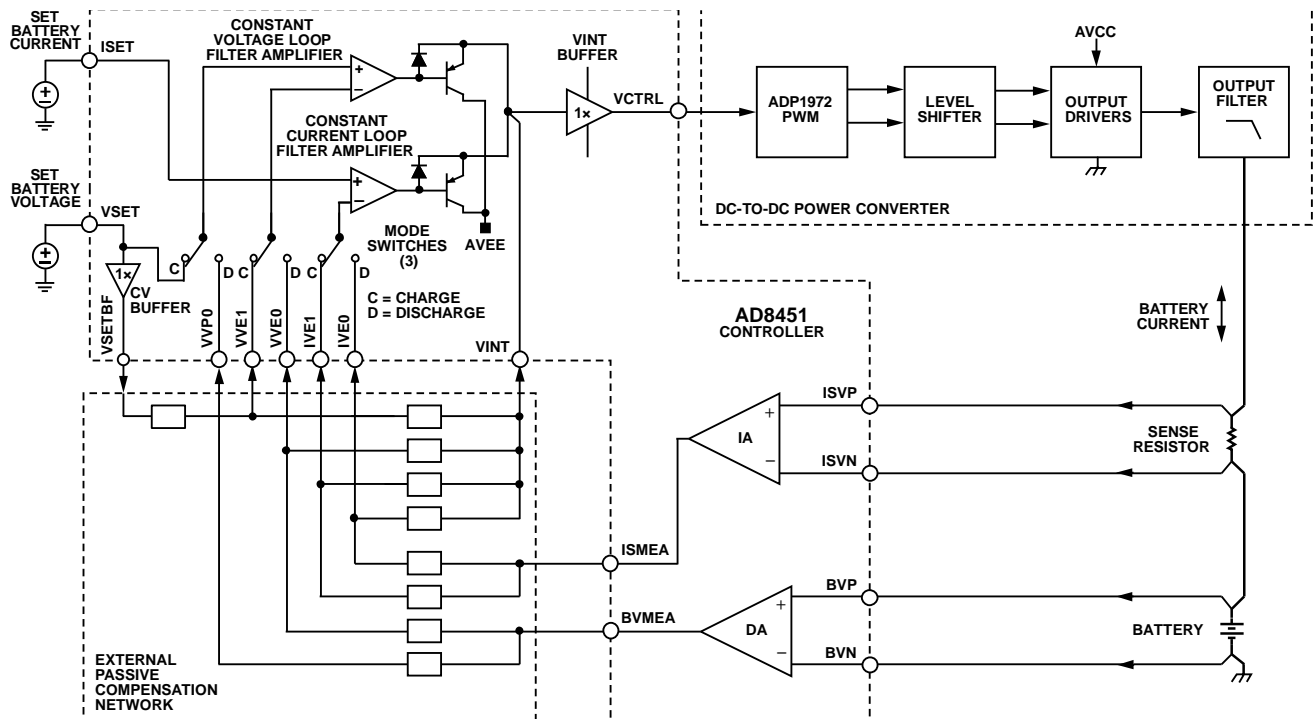 SET
BATTERY
CURRENT
ISET
CONSTANT
VOLTAGE LOOP
FILTER AMPLIFIER
+
−
CONSTANT
CURRENT LOOP
FILTER AMPLIFIER
+
−
VINT
BUFFER
1×
VCTRL
AVCC
ADP1972
PWM
LEVEL
SHIFTER
OUTPUT
DRIVERS
OUTPUT
FILTER
DC-TO-DC POWER CONVERTER
SET
BATTERY
VOLTAGE
VSET
1×
CV
BUFFER
MODE
SWITCHES
(3)
AVEE
C
D
C
D
C
D
C = CHARGE
D = DISCHARGE
VSETBF
VVP0
VVE1
VVE0
IVE1
IVE0
VINT
AD8451
CONTROLLER
BATTERY
CURRENT
ISVP
+
IA
−
ISVN
SENSE
RESISTOR
ISMEA
BVP
+
BVMEA
DA
−
BVN
BATTERY
EXTERNAL
PASSIVE
COMPENSATION
NETWORK